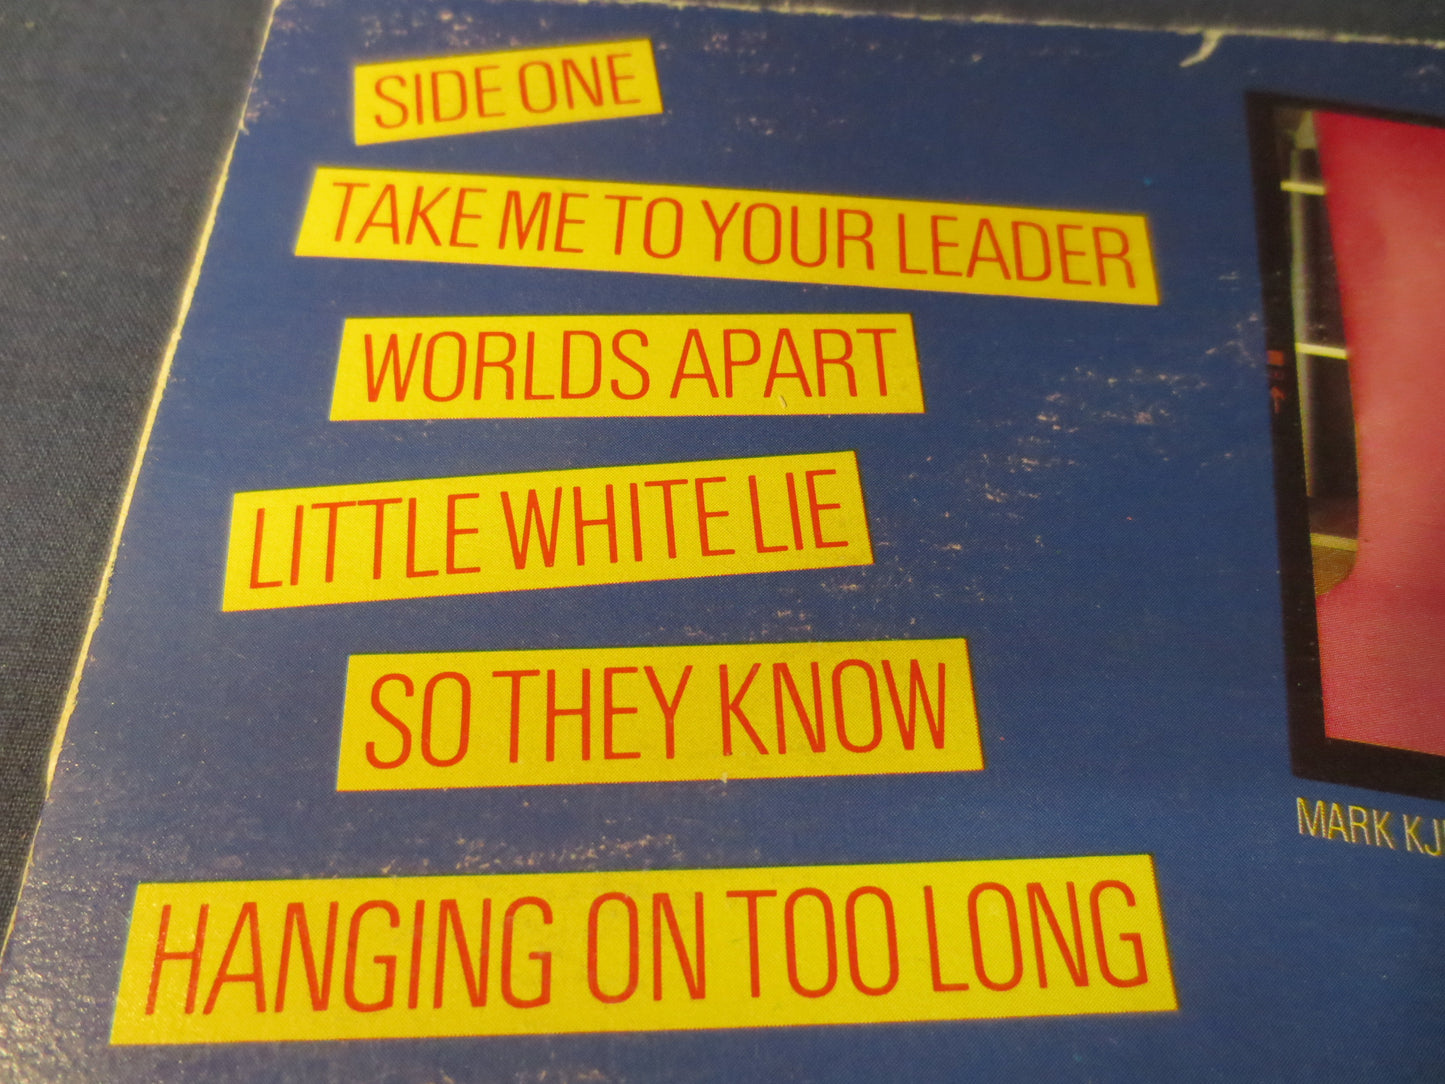 SIDE ONE
TAKE ME TO YOUR LEADER
WORLDS APART
LITTLE WHITE LIE
SO THEY KNOW
HANGING ON TOO LONG
MARK